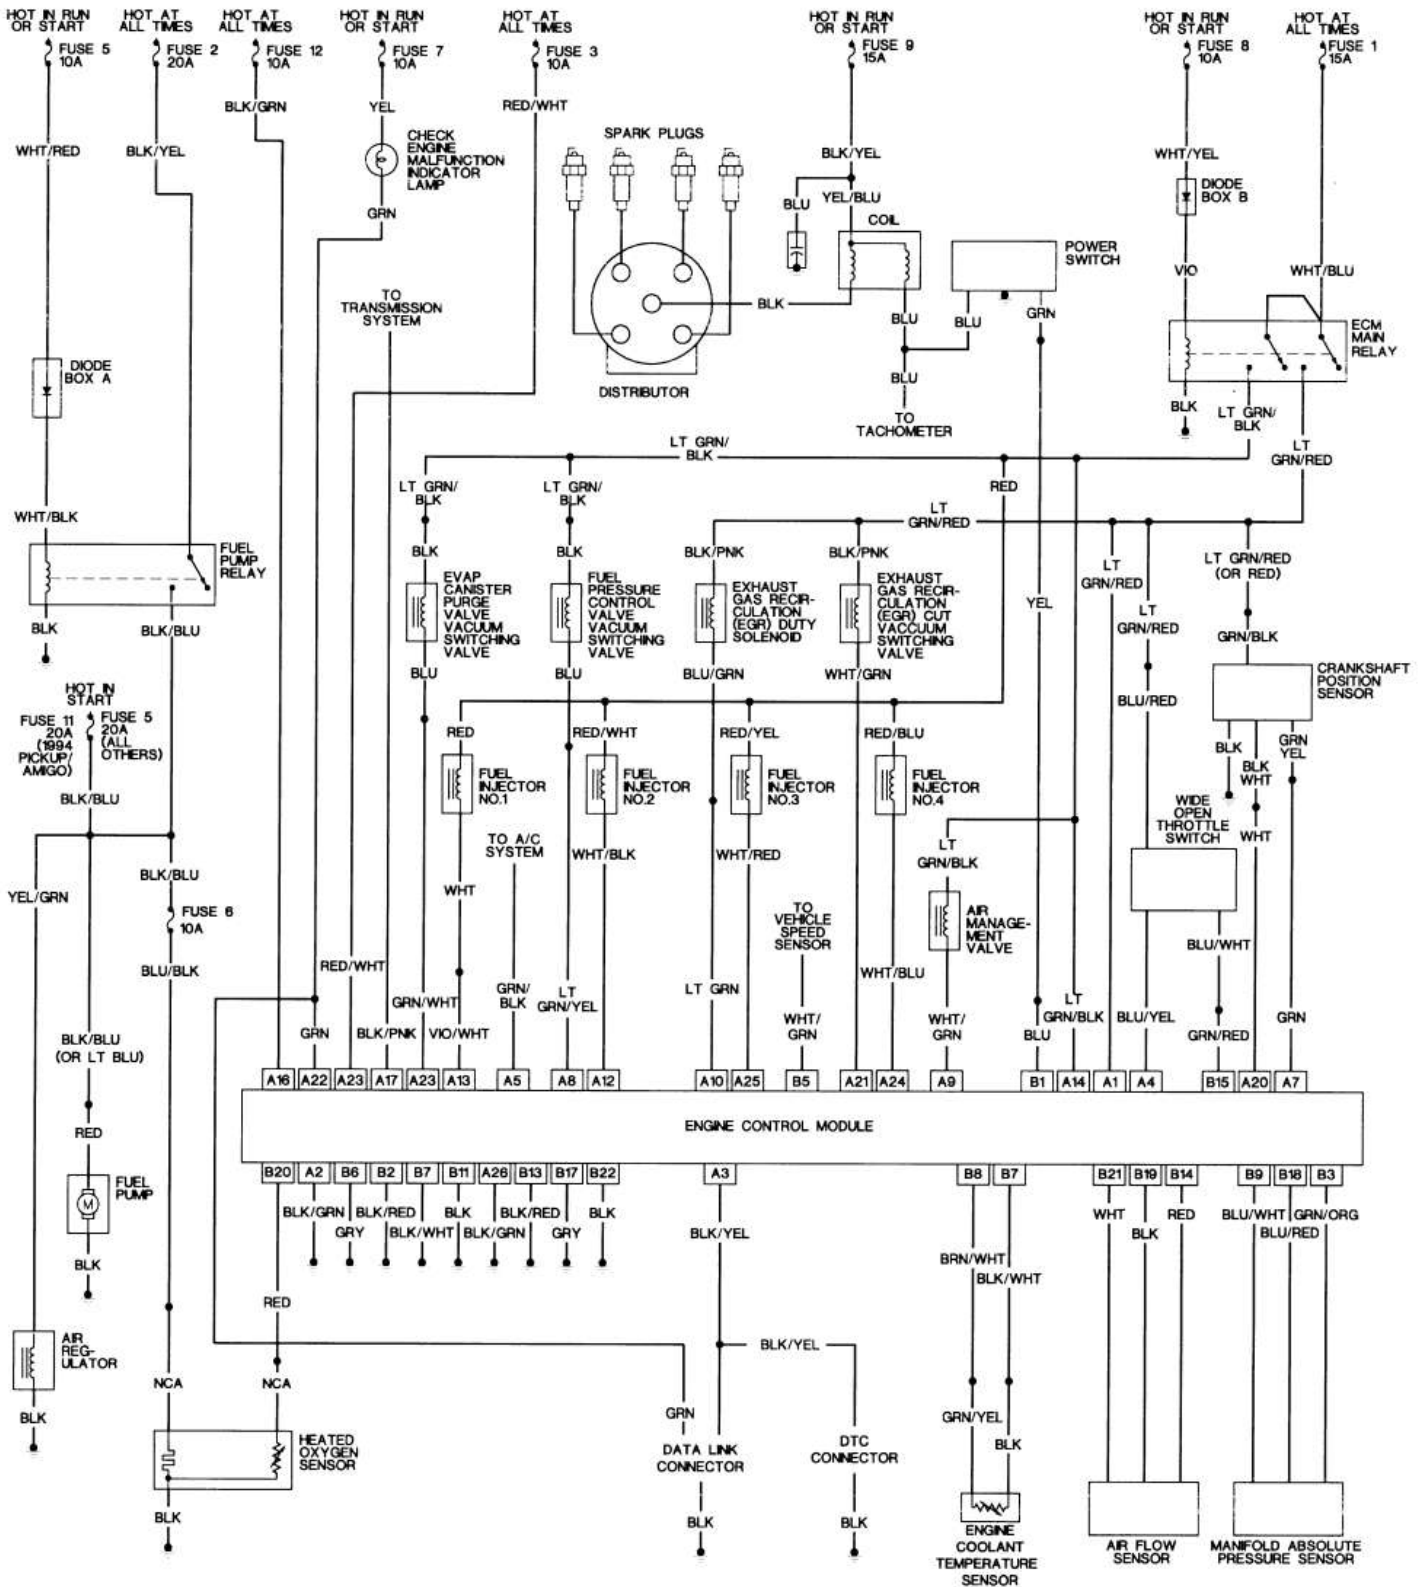 HOT IN RUN
OR START
FUSE 5
10A
HOT AT
ALL TIMES
FUSE 2
20A
HOT AT
ALL TIMES
FUSE 12
10A
HOT IN RUN
OR START
FUSE 7
10A
HOT AT
ALL TIMES
FUSE 3
10A
HOT IN RUN
OR START
FUSE 9
15A
HOT IN RUN
OR START
FUSE 8
10A
HOT AT
ALL TIMES
FUSE 1
15A
WHT/RED
BLK/YEL
BLK/GRN
YEL
RED/WHT
CHECK
ENGINE
MALFUNCTION
INDICATOR
LAMP
GRN
SPARK PLUGS
BLK/YEL
BLU
YEL/BLU
COIL
POWER
SWITCH
WHT/YEL
DIODE
BOX B
VIO
WHT/BLU
TO
TRANSMISSION
SYSTEM
BLK
BLU
BLU
GRN
ECM
MAIN
RELAY
DIODE
BOX A
DISTRIBUTOR
BLU
TO
TACHOMETER
BLK
LT GRN/
BLK
LT
GRN/RED
LT GRN/
BLK
RED
LT GRN/
BLK
LT GRN/
BLK
LT
GRN/RED
WHT/BLK
FUEL
PUMP
RELAY
BLK
BLK
BLK/PNK
BLK/PNK
LT
GRN/RED
LT GRN/RED
(OR RED)
EVAP
CANISTER
PURGE
VALVE
VACUUM
SWITCHING
VALVE
FUEL
PRESSURE
CONTROL
VALVE
VACUUM
SWITCHING
VALVE
EXHAUST
GAS RECIR-
CULATION
(EGR) DUTY
SOLENOID
EXHAUST
GAS RECIR-
CULATION
(EGR) CUT
VACCUUM
SWITCHING
VALVE
YEL
LT
GRN/RED
GRN/BLK
BLK
BLK/BLU
BLU
BLU
BLU/GRN
WHT/GRN
BLU/RED
CRANKSHAFT
POSITION
SENSOR
HOT IN
START
FUSE 11
20A
(1994
PICKUP/
AMIGO)
FUSE 5
20A
(ALL
OTHERS)
BLK/BLU
RED
RED/WHT
RED/YEL
RED/BLU
BLK
BLK
WHT
GRN
YEL
FUEL
INJECTOR
NO.1
FUEL
INJECTOR
NO.2
FUEL
INJECTOR
NO.3
FUEL
INJECTOR
NO.4
WIDE
OPEN
THROTTLE
SWITCH
WHT
TO A/C
SYSTEM
WHT/BLK
WHT/RED
LT
GRN/BLK
BLK/BLU
YEL/GRN
WHT
FUSE 6
10A
TO
VEHICLE
SPEED
SENSOR
AIR
MANAGE-
MENT
VALVE
BLU/WHT
BLU/BLK
RED/WHT
GRN/WHT
GRN/
BLK
LT
GRN/YEL
LT GRN
WHT/BLU
LT
GRN/BLK
BLU/YEL
GRN
BLK/BLU
(OR LT BLU)
GRN
BLK/PNK
VIO/WHT
WHT/
GRN
WHT/
GRN
BLU
GRN/RED
A16 A22 A23 A17 A23 A13 A5 A8 A12 A10 A25 B5 A21 A24 A9 B1 A14 A1 A4 B15 A20 A7
ENGINE CONTROL MODULE
RED
B20 A2 B6 B2 B7 B11 A26 B13 B17 B22 A3 B8 B7 B21 B19 B14 B9 B18 B3
FUEL
PUMP
M
BLK/GRN
GRY
BLK/RED
BLK/WHT
BLK
BLK/GRN
BLK/RED
GRY
BLK
BLK/YEL
BRN/WHT
BLK/WHT
WHT
BLK
RED
BLU/WHT
BLU/RED
GRN/ORG
BLK
RED
AIR
REG-
ULATOR
BLK/YEL
NCA
NCA
BLK
GRN
GRN/YEL
BLK
HEATED
OXYGEN
SENSOR
DATA LINK
CONNECTOR
DTC
CONNECTOR
BLK
BLK
BLK
ENGINE
COOLANT
TEMPERATURE
SENSOR
AIR FLOW
SENSOR
MANIFOLD ABSOLUTE
PRESSURE SENSOR